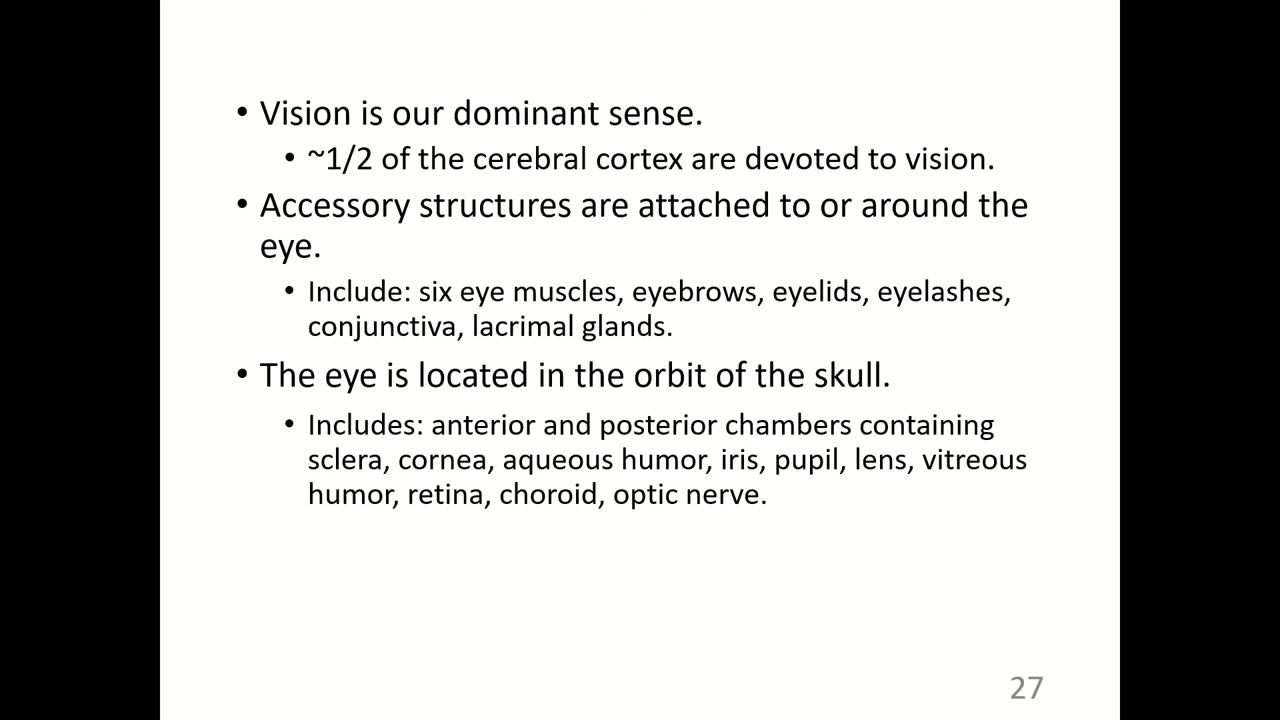 • Vision is our dominant sense.
• ~1/2 of the cerebral cortex are devoted to vision.
• Accessory structures are attached to or around the
eye.
• Include: six eye muscles, eyebrows, eyelids, eyelashes,
conjunctiva, lacrimal glands.
• The eye is located in the orbit of the skull.
• Includes: anterior and posterior chambers containing
sclera, cornea, aqueous humor, iris, pupil, lens, vitreous
humor, retina, choroid, optic nerve.
27